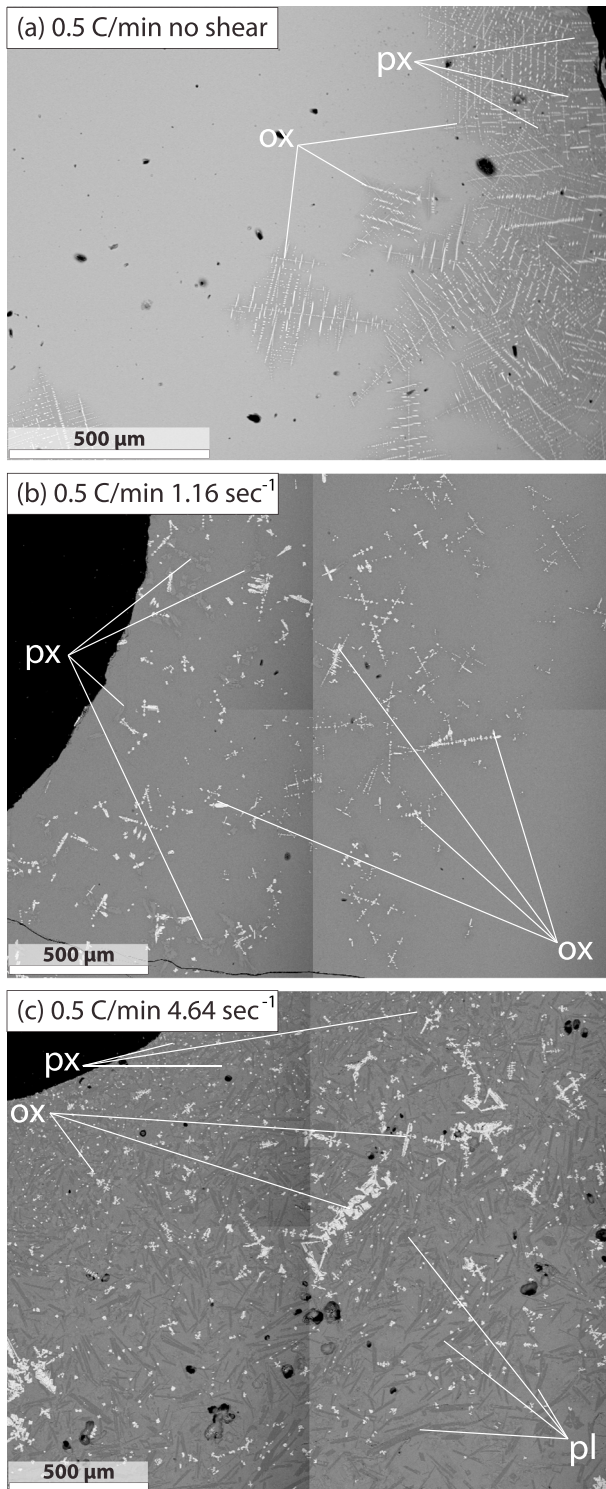 (a) 0.5 C/min no shear
px
ox
500 µm
(b) 0.5 C/min 1.16 sec⁻¹
px
ox
500 µm
(c) 0.5 C/min 4.64 sec⁻¹
px
ox
pl
500 µm